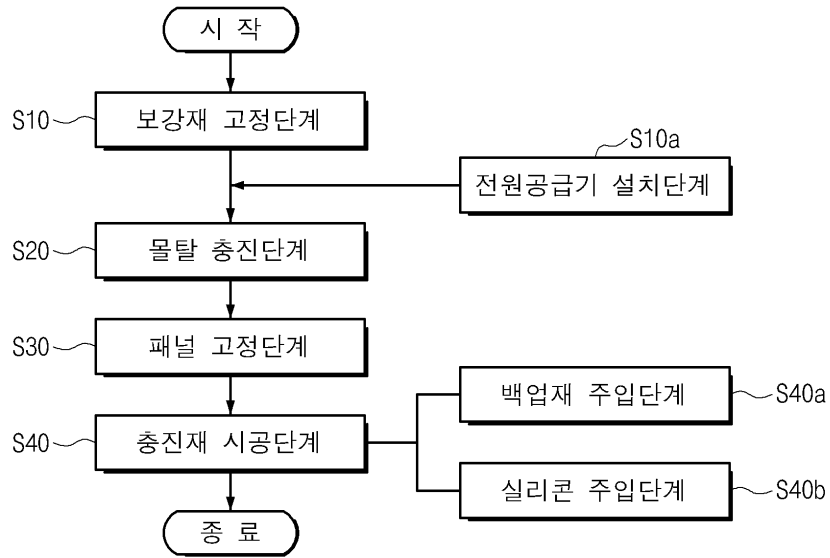 시 작
S10
보강재 고정단계
S10a
전원공급기 설치단계
S20
몰탈 충진단계
S30
패널 고정단계
S40
충진재 시공단계
백업재 주입단계
S40a
실리콘 주입단계
S40b
종 료